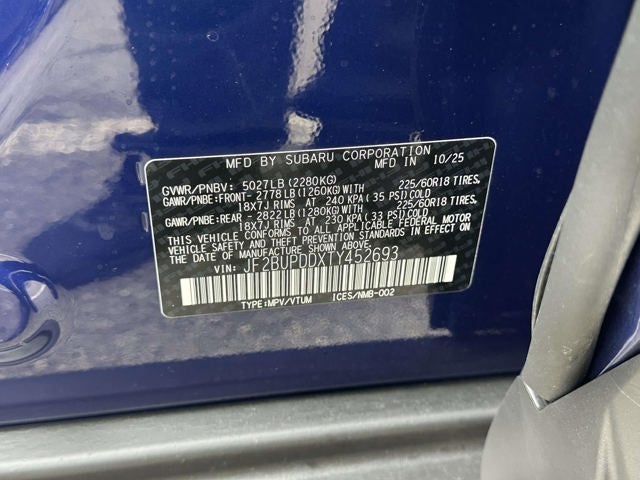 MFD BY SUBARU CORPORATION MFD IN 10/25
GVWR/PNBV: 5027LB(2280KG)
GAWR/PNBE:FRONT- 2778LB(1260KG)WITH 225/60R18 TIRES,
18X7J RIMS AT 240 KPA(35 PSI)COLD
GAWR/PNBE:REAR - 2822LB(1280KG)WITH 225/60R18 TIRES,
18X7J RIMS AT 230 KPA(33 PSI)COLD
THIS VEHICLE CONFORMS TO ALL APPLICABLE FEDERAL MOTOR
VEHICLE SAFETY AND THEFT PREVENTION STANDARDS IN EFFECT
ON THE DATE OF MANUFACTURE SHOWN ABOVE.
VIN: JF2BUPDDXTY452693
TYPE:MPV/VTUM ICES/NMB-002